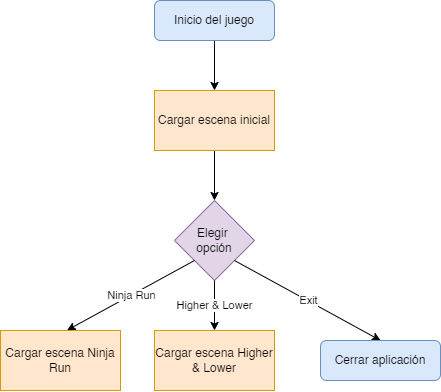 Inicio del juego
Cargar escena inicial
Elegir
opción
Ninja Run
Higher & Lower
Exit
Cargar escena Ninja
Run
Cargar escena Higher
& Lower
Cerrar aplicación